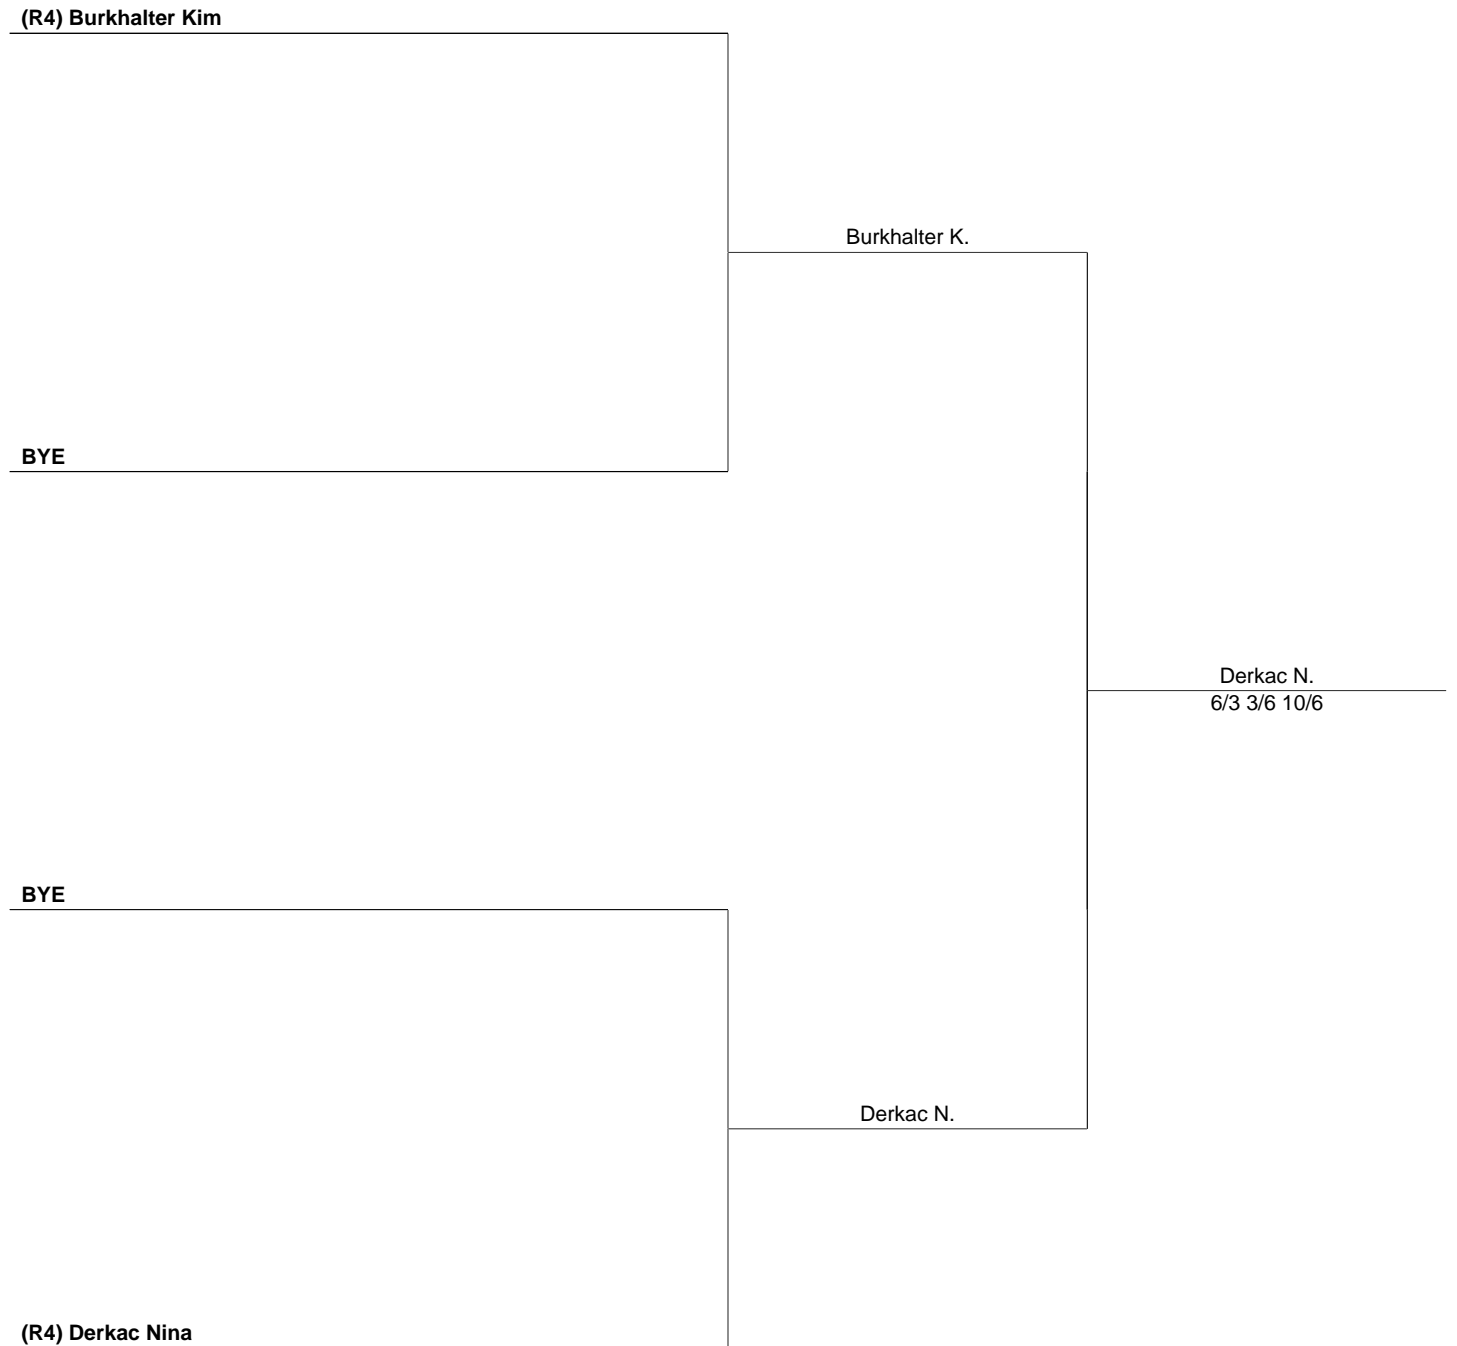 (R4) Burkhalter Kim
Burkhalter K.
BYE
Derkac N.
6/3 3/6 10/6
BYE
Derkac N.
(R4) Derkac Nina